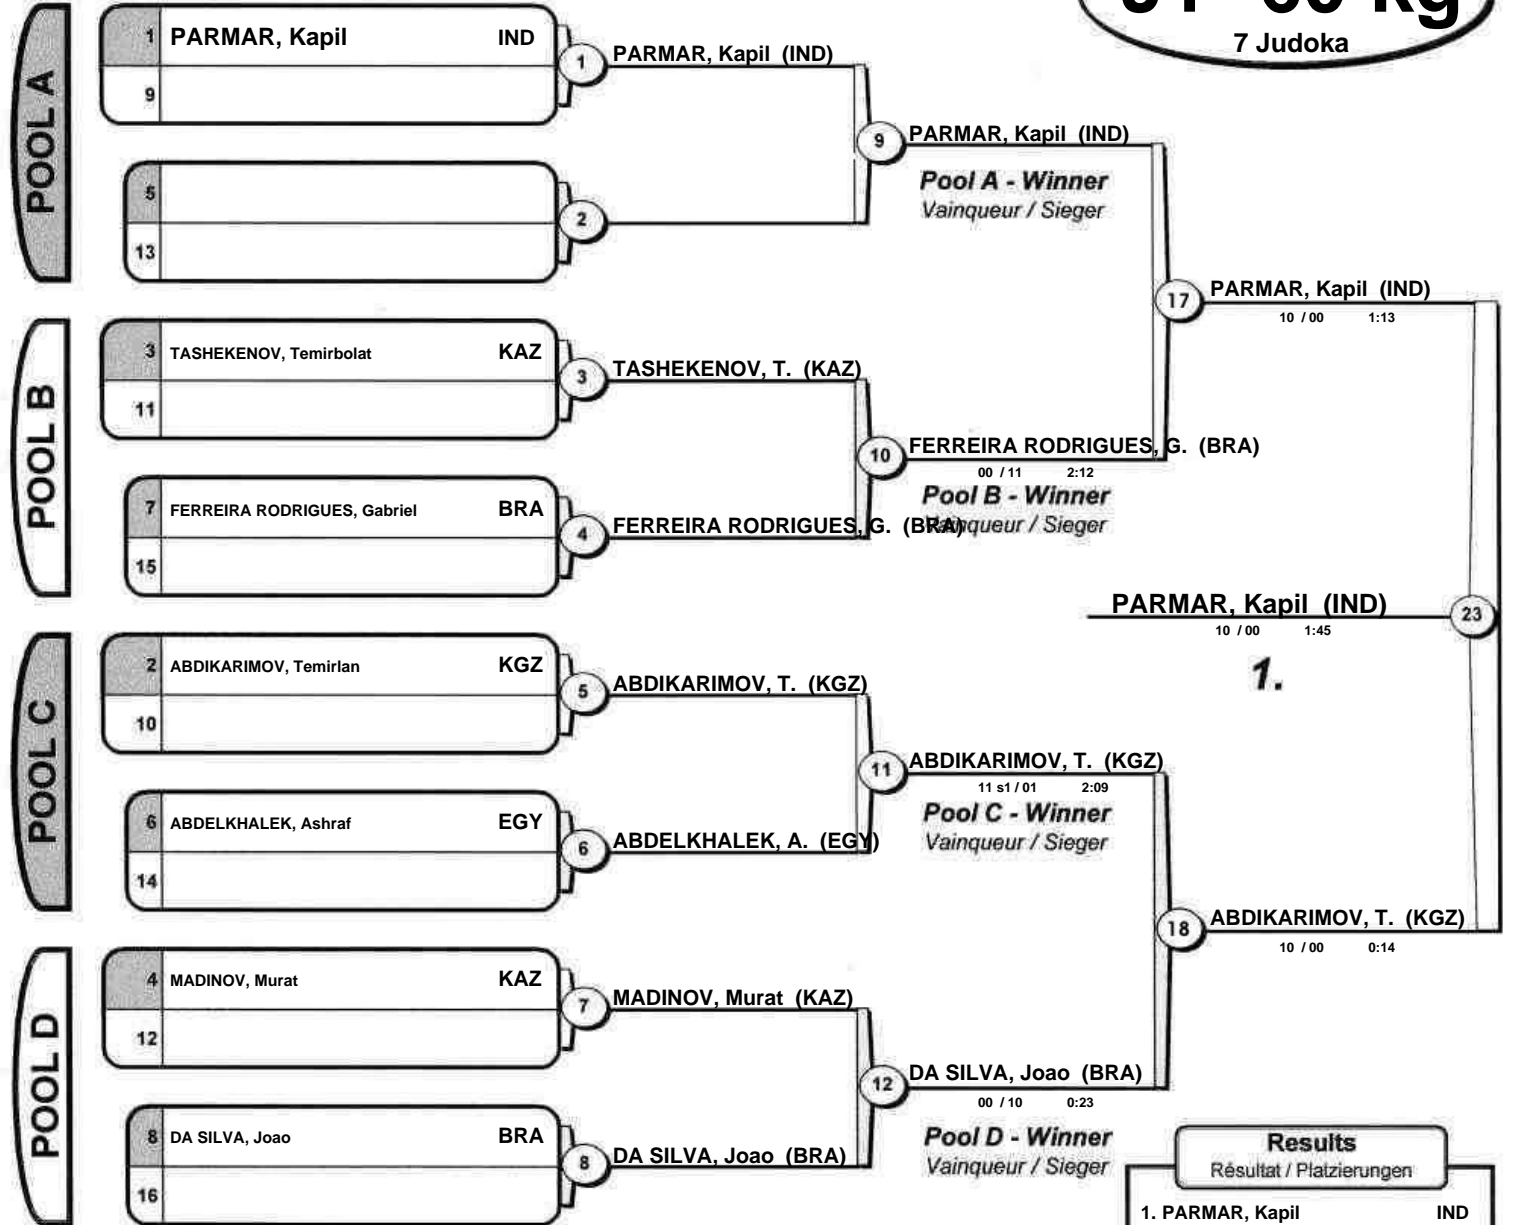 7 Judoka
POOL A
1 PARMAR, Kapil IND
9
5
13
1 PARMAR, Kapil (IND)
2
9 PARMAR, Kapil (IND)
Pool A - Winner
Vainqueur / Sieger
POOL B
3 TASHEKENOV, Temirbolat KAZ
11
7 FERREIRA RODRIGUES, Gabriel BRA
15
3 TASHEKENOV, T. (KAZ)
4 FERREIRA RODRIGUES, G. (BRA)
10 FERREIRA RODRIGUES, G. (BRA)
00 / 11 2:12
Pool B - Winner
Vainqueur / Sieger
17 PARMAR, Kapil (IND)
10 / 00 1:13
PARMAR, Kapil (IND) 23
10 / 00 1:45
1.
POOL C
2 ABDIKARIMOV, Temirlan KGZ
10
6 ABDELKHALEK, Ashraf EGY
14
5 ABDIKARIMOV, T. (KGZ)
6 ABDELKHALEK, A. (EGY)
11 ABDIKARIMOV, T. (KGZ)
11 s1 / 01 2:09
Pool C - Winner
Vainqueur / Sieger
18 ABDIKARIMOV, T. (KGZ)
10 / 00 0:14
POOL D
4 MADINOV, Murat KAZ
12
8 DA SILVA, Joao BRA
16
7 MADINOV, Murat (KAZ)
8 DA SILVA, Joao (BRA)
12 DA SILVA, Joao (BRA)
00 / 10 0:23
Pool D - Winner
Vainqueur / Sieger
Results
Résultat / Platzierungen
1. PARMAR, Kapil IND